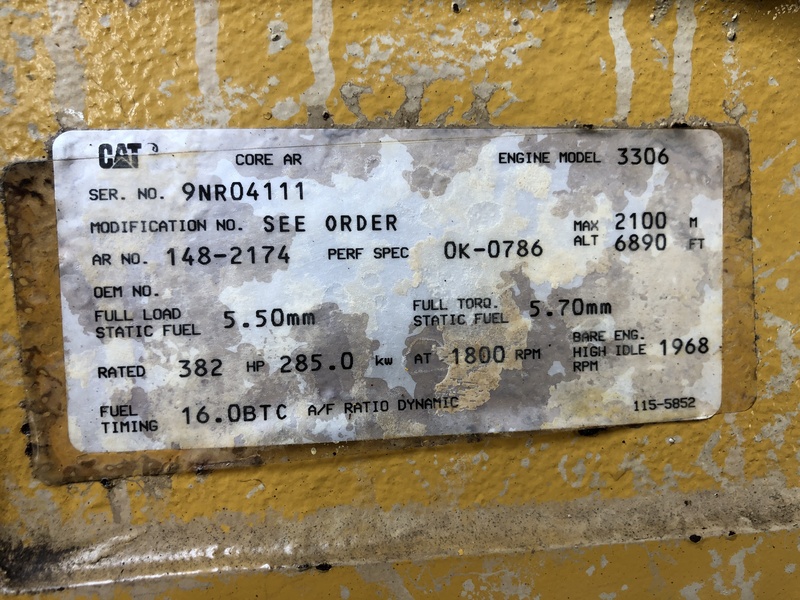 CAT CORE AR ENGINE MODEL 3306
SER. NO. 9NR04111
MODIFICATION NO. SEE ORDER MAX 2100 M
AR NO. 148-2174 PERF SPEC 0K-0786 ALT 6890 FT
OEM NO.
FULL LOAD STATIC FUEL 5.50mm FULL TORQ. STATIC FUEL 5.70mm
RATED 382 HP 285.0 kw AT 1800 RPM BARE ENG. HIGH IDLE RPM 1968
FUEL TIMING 16.0BTC A/F RATIO DYNAMIC 115-5852